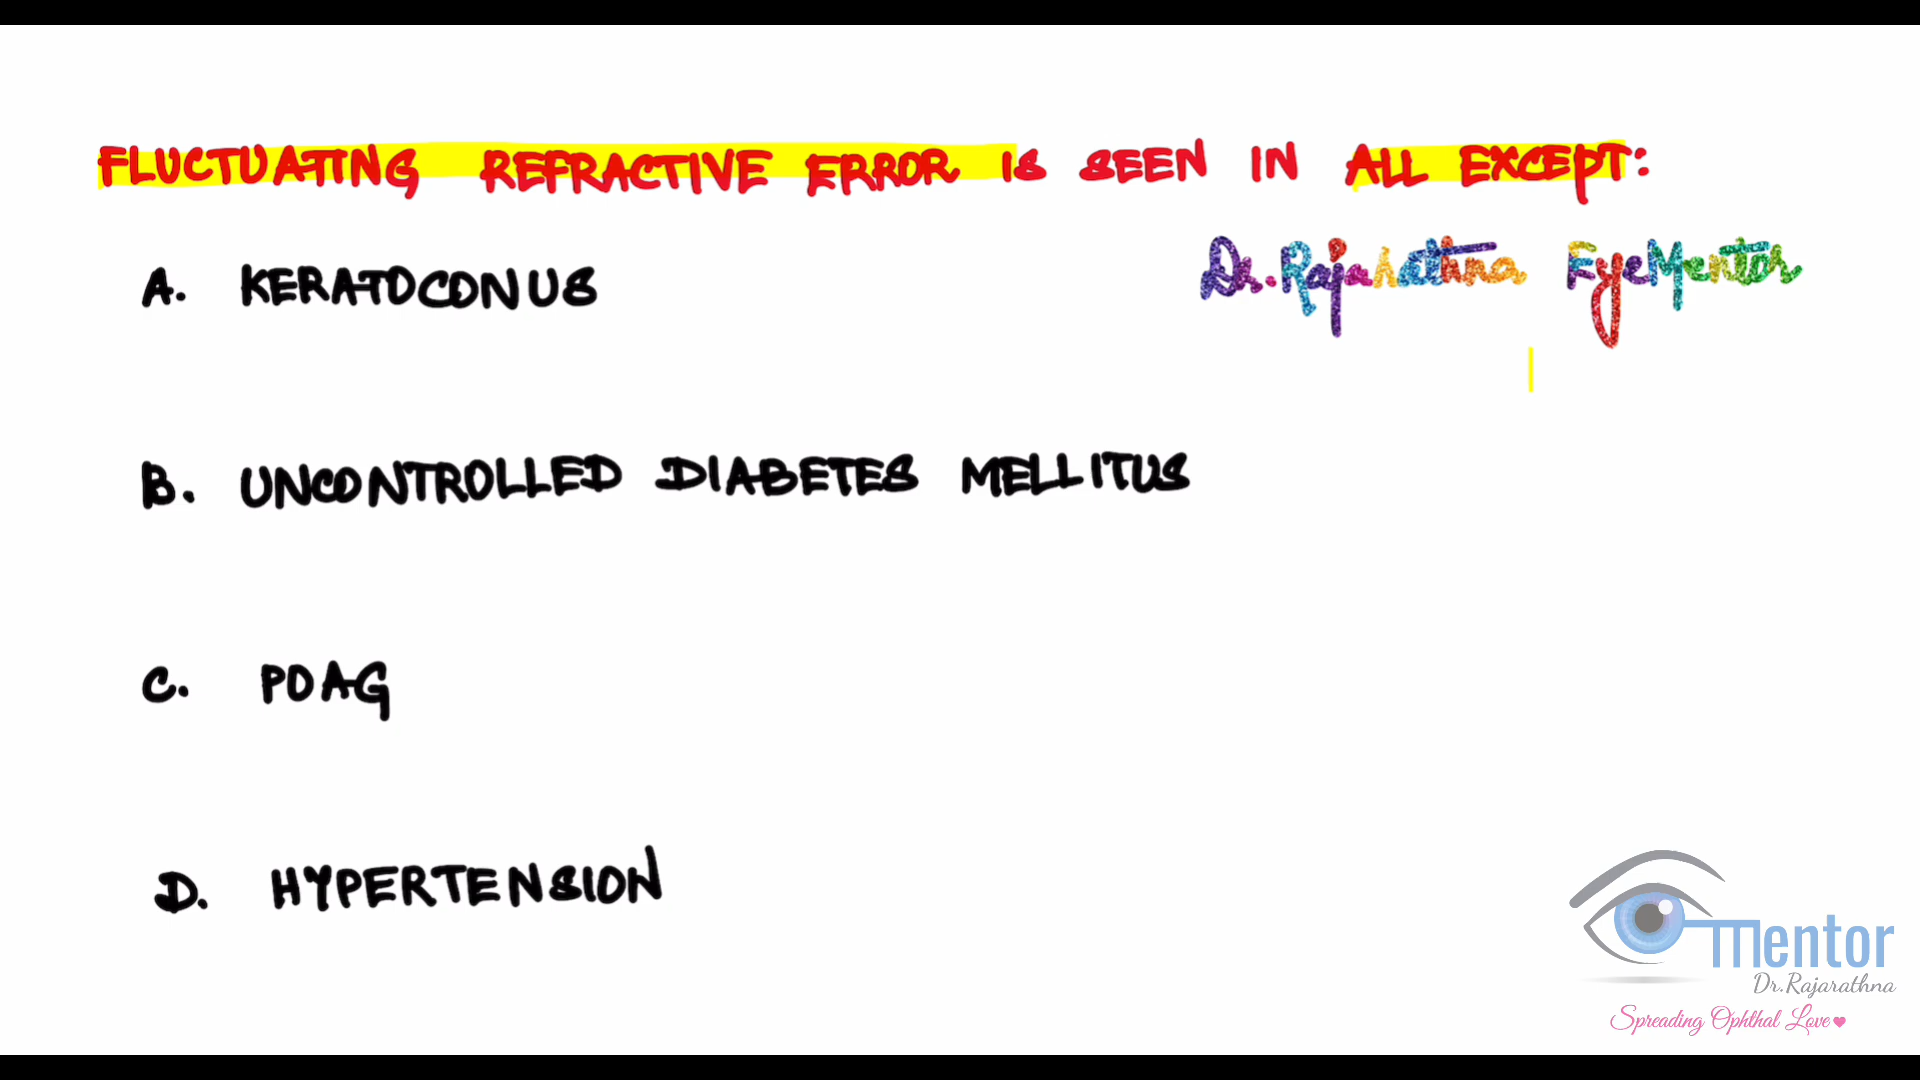 FLUCTUATING REFRACTIVE ERROR IS SEEN IN ALL EXCEPT:
Dr.Rajarathna EyeMentor
A. KERATOCONUS
B. UNCONTROLLED DIABETES MELLITUS
C. POAG
D. HYPERTENSION
mentor
Dr.Rajarathna
Spreading Ophthal Love